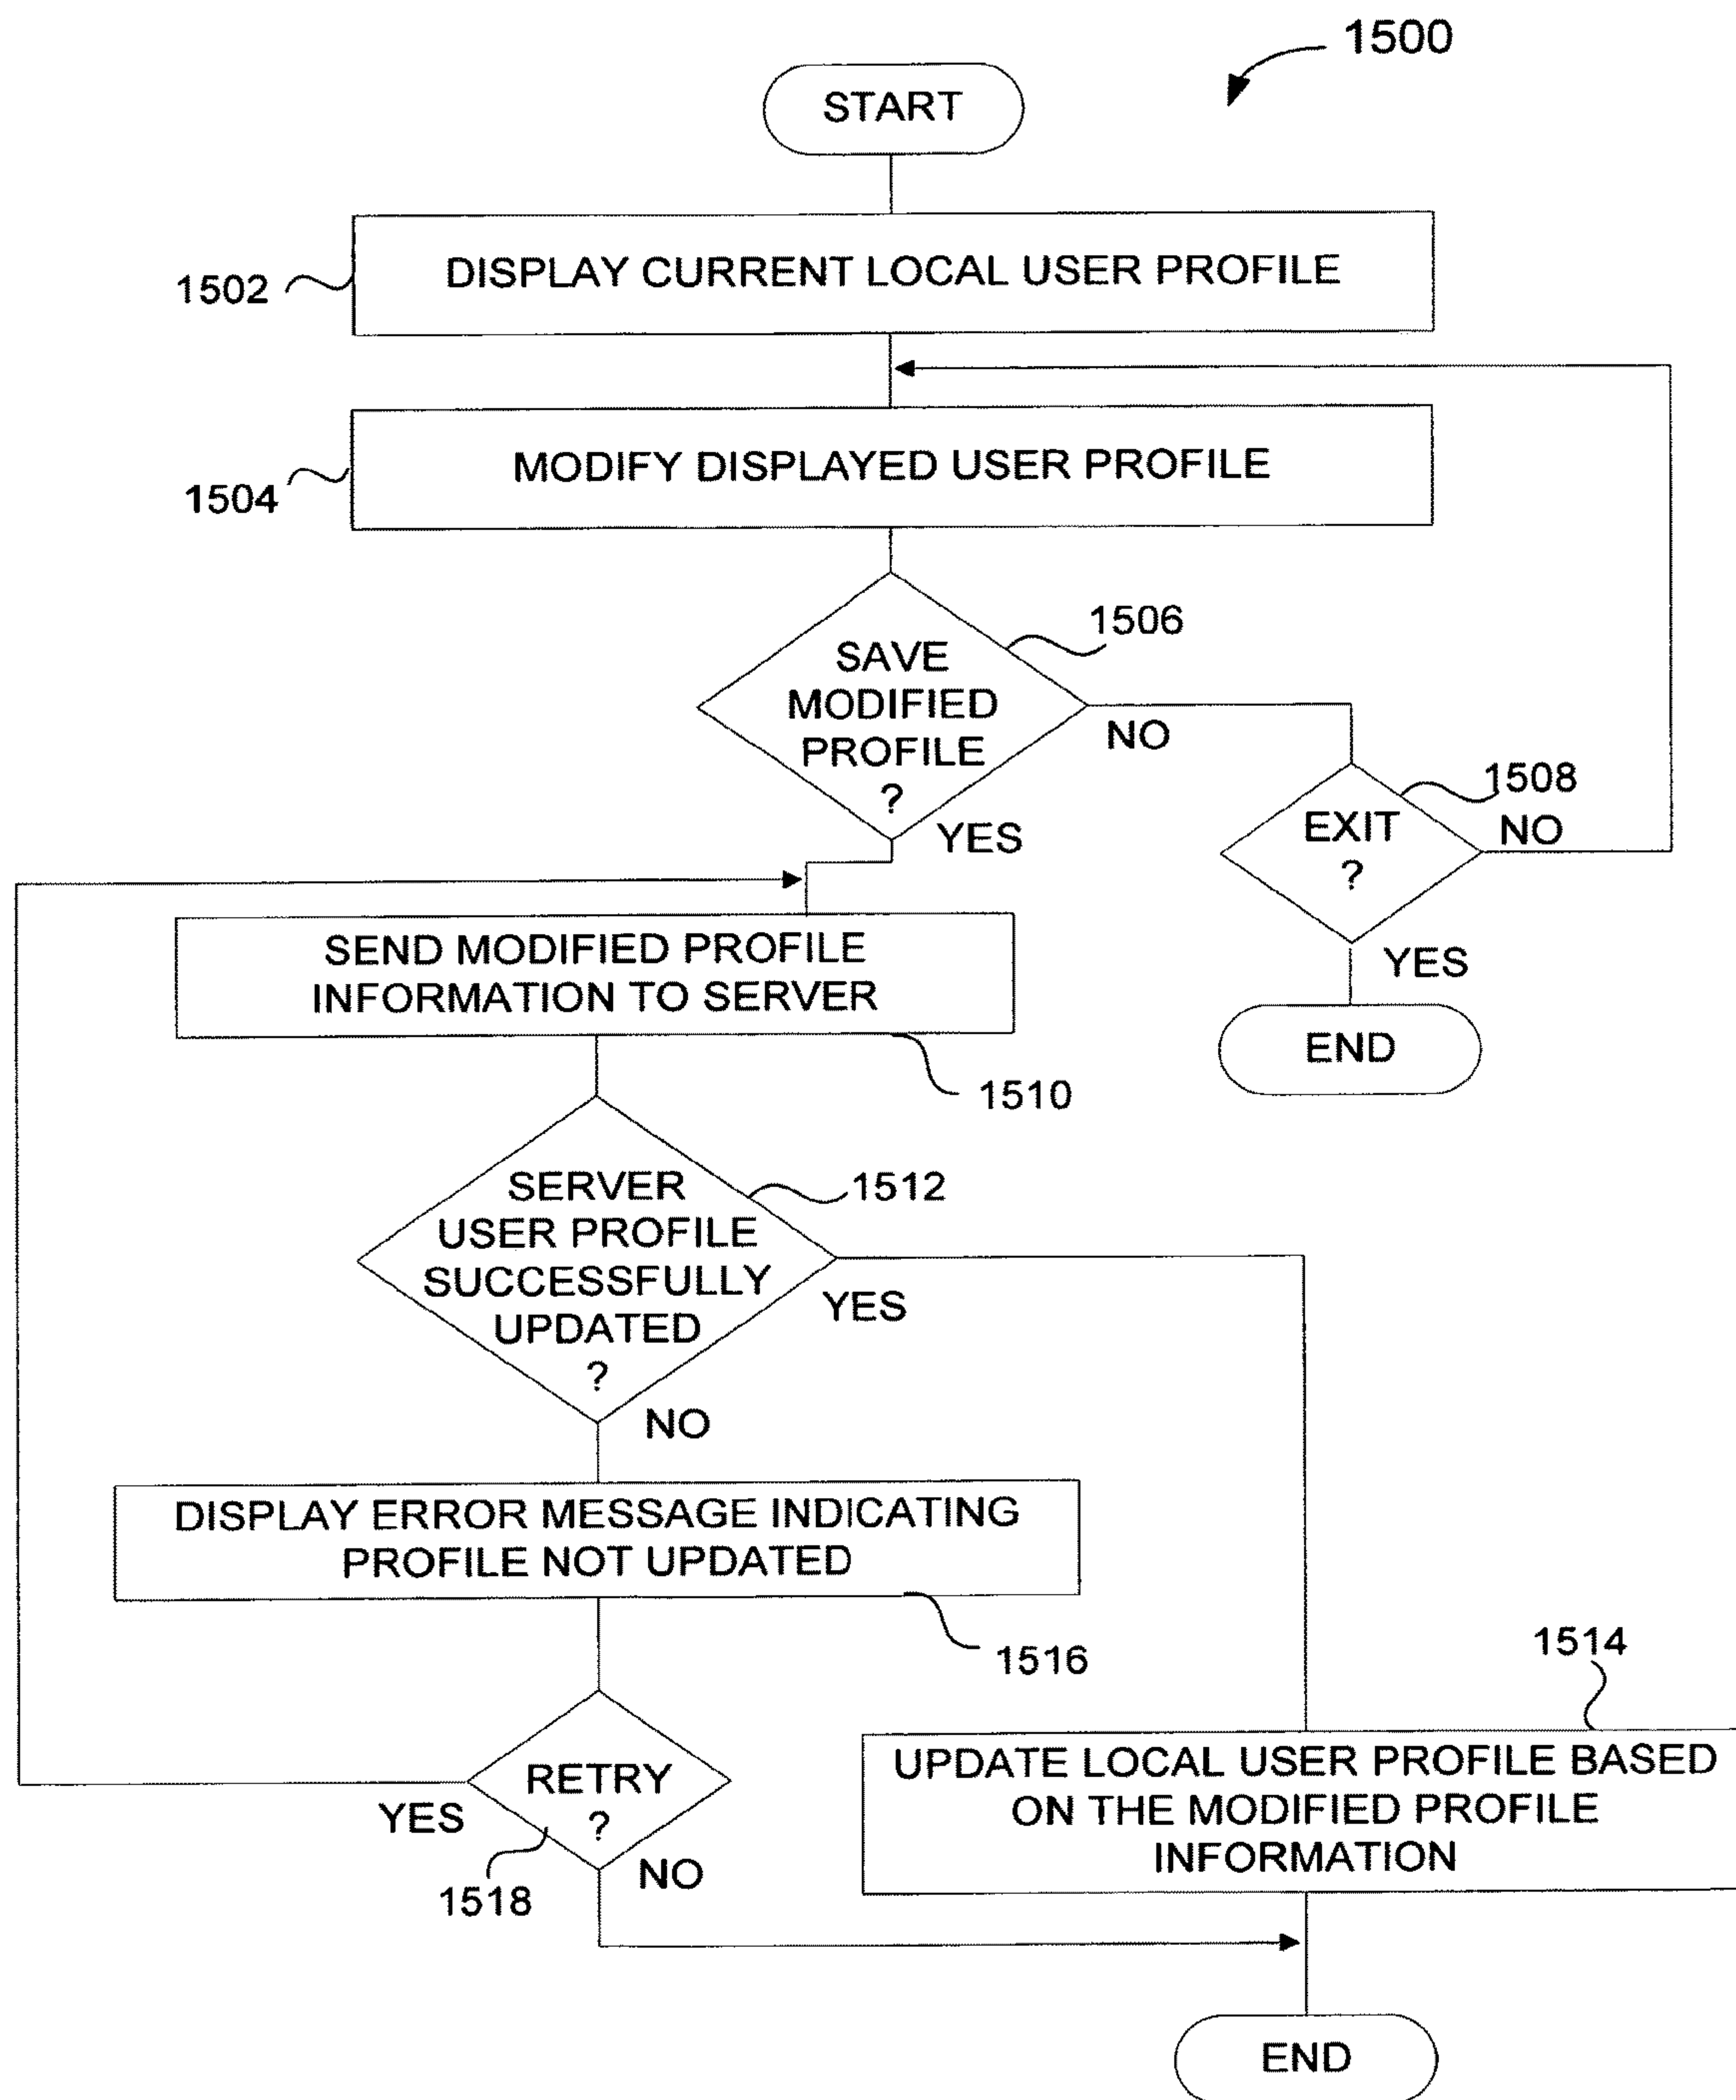 1500
START
DISPLAY CURRENT LOCAL USER PROFILE
1502
MODIFY DISPLAYED USER PROFILE
1504
1506
SAVE
MODIFIED
PROFILE
?
NO
YES
1508
EXIT
?
NO
YES
END
SEND MODIFIED PROFILE
INFORMATION TO SERVER
1510
SERVER
USER PROFILE
SUCCESSFULLY
UPDATED
?
1512
YES
NO
DISPLAY ERROR MESSAGE INDICATING
PROFILE NOT UPDATED
1516
RETRY
?
YES
NO
1518
1514
UPDATE LOCAL USER PROFILE BASED
ON THE MODIFIED PROFILE
INFORMATION
END